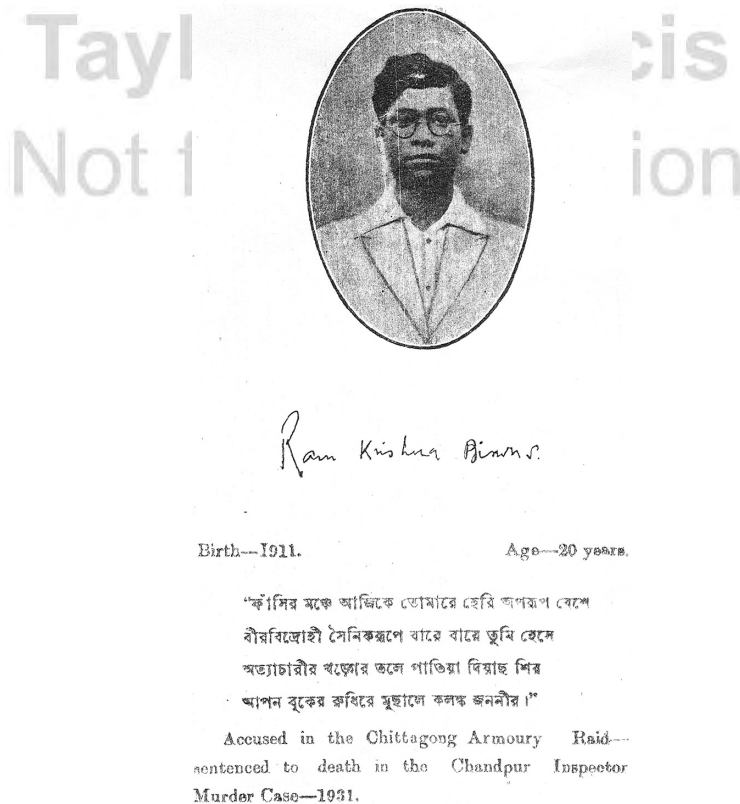 Tayl cis
Not f ion
Ram Krishna Biswas.
Birth—1911. Age—20 years.
“ফাঁসির মঞ্চে আজিকে তোমারে হেরি অপরূপ বেশে
বীরবিদ্রোহী সৈনিকরূপে বারে বারে তুমি হেসে
অত্যাচারীর খড়্গের তলে পাতিয়া দিয়াছ শির
আপন বুকের রুধিরে মুছালে কলঙ্ক জননীর।”
Accused in the Chittagong Armoury Raid—
sentenced to death in the Chandpur Inspector
Murder Case—1931.